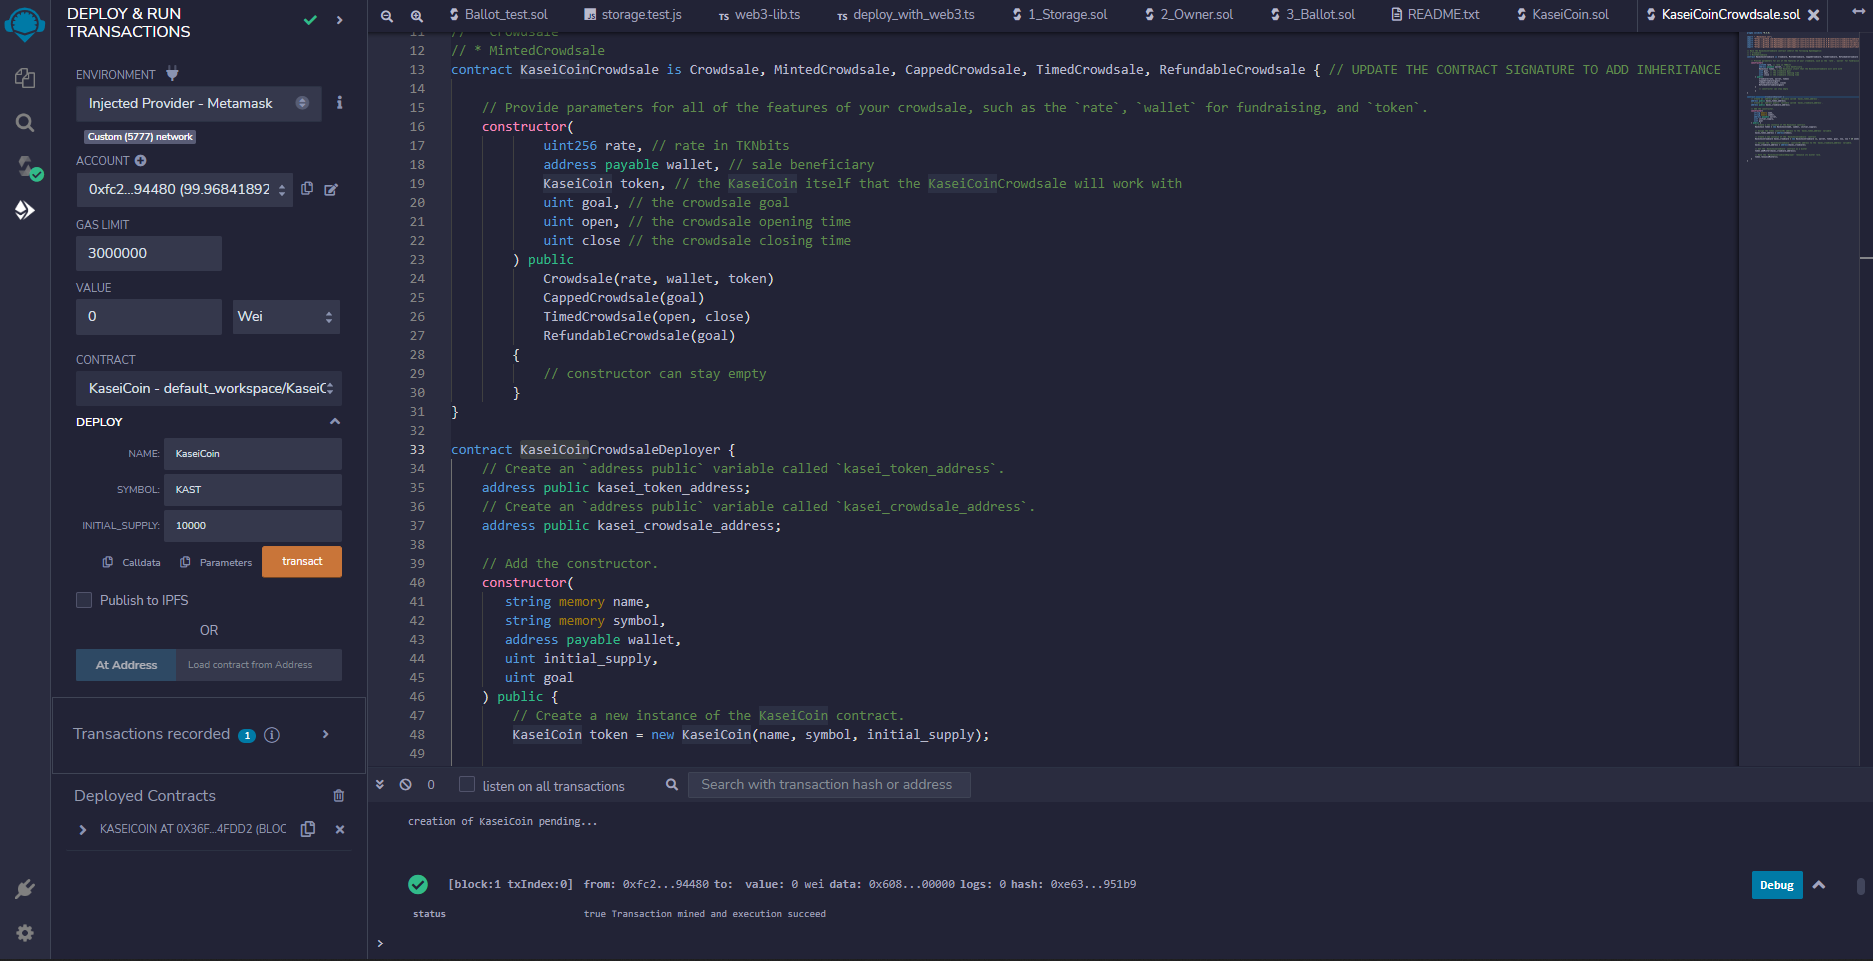 DEPLOY & RUN
TRANSACTIONS
ENVIRONMENT
Injected Provider - Metamask
Custom (5777) network
ACCOUNT
0xfc2...94480 (99.96841892
GAS LIMIT
3000000
VALUE
0
Wei
CONTRACT
KaseiCoin - default_workspace/KaseiC
DEPLOY
NAME: KaseiCoin
SYMBOL: KAST
INITIAL_SUPPLY: 10000
Calldata Parameters transact
Publish to IPFS
OR
At Address Load contract from Address
Transactions recorded 1 i
Deployed Contracts
KASEICOIN AT 0X36F...4FDD2 (BLOC
Ballot_test.sol JS storage.test.js TS web3-lib.ts TS deploy_with_web3.ts 1_Storage.sol 2_Owner.sol 3_Ballot.sol README.txt KaseiCoin.sol KaseiCoinCrowdsale.sol
11 // * Crowdsale
12 // * MintedCrowdsale
13 contract KaseiCoinCrowdsale is Crowdsale, MintedCrowdsale, CappedCrowdsale, TimedCrowdsale, RefundableCrowdsale { // UPDATE THE CONTRACT SIGNATURE TO ADD INHERITANCE
14
15 // Provide parameters for all of the features of your crowdsale, such as the `rate`, `wallet` for fundraising, and `token`.
16 constructor(
17 uint256 rate, // rate in TKNbits
18 address payable wallet, // sale beneficiary
19 KaseiCoin token, // the KaseiCoin itself that the KaseiCoinCrowdsale will work with
20 uint goal, // the crowdsale goal
21 uint open, // the crowdsale opening time
22 uint close // the crowdsale closing time
23 ) public
24 Crowdsale(rate, wallet, token)
25 CappedCrowdsale(goal)
26 TimedCrowdsale(open, close)
27 RefundableCrowdsale(goal)
28 {
29 // constructor can stay empty
30 }
31 }
32
33 contract KaseiCoinCrowdsaleDeployer {
34 // Create an `address public` variable called `kasei_token_address`.
35 address public kasei_token_address;
36 // Create an `address public` variable called `kasei_crowdsale_address`.
37 address public kasei_crowdsale_address;
38
39 // Add the constructor.
40 constructor(
41 string memory name,
42 string memory symbol,
43 address payable wallet,
44 uint initial_supply,
45 uint goal
46 ) public {
47 // Create a new instance of the KaseiCoin contract.
48 KaseiCoin token = new KaseiCoin(name, symbol, initial_supply);
49
0 listen on all transactions Search with transaction hash or address
creation of KaseiCoin pending...
[block:1 txIndex:0] from: 0xfc2...94480 to: value: 0 wei data: 0x608...00000 logs: 0 hash: 0xe63...951b9
Debug
status true Transaction mined and execution succeed
>